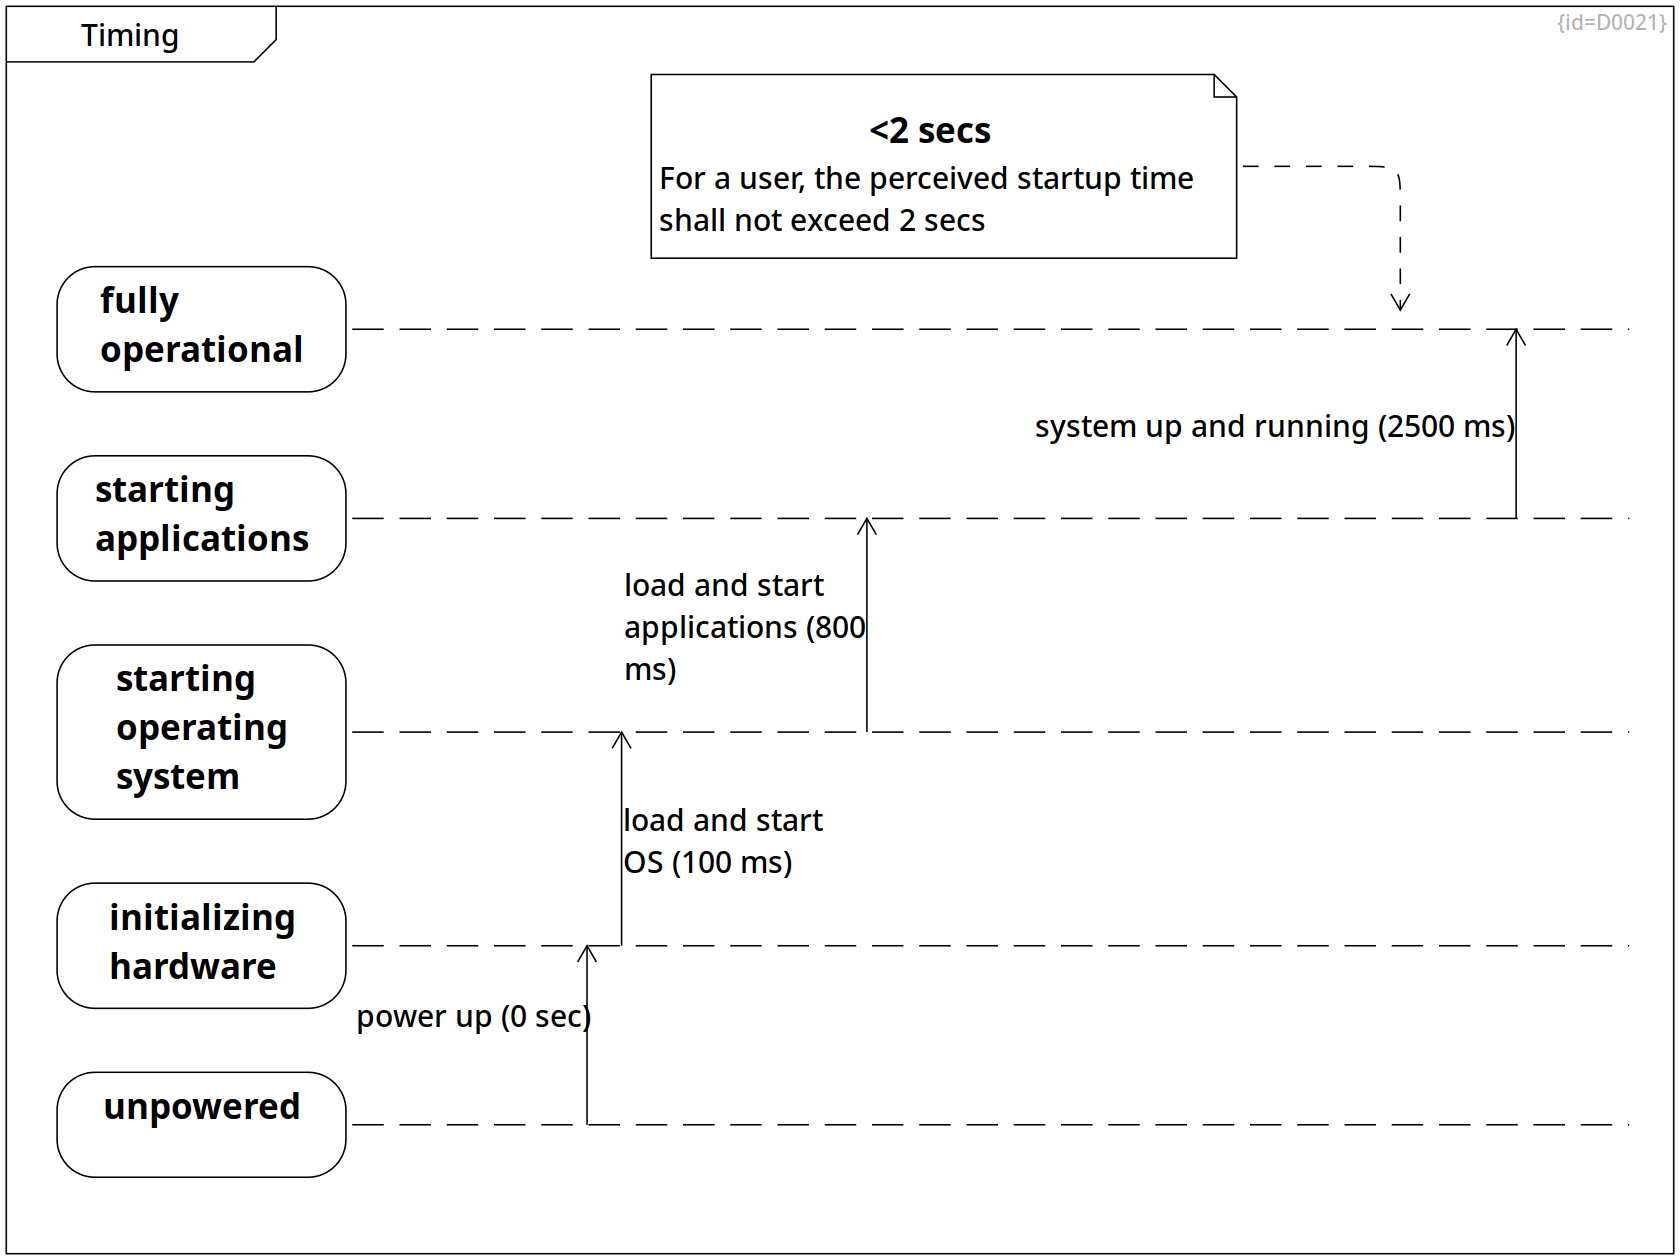 Timing
{id=D0021}
<2 secs
For a user, the perceived startup time
shall not exceed 2 secs
fully
operational
system up and running (2500 ms)
starting
applications
load and start
applications (800
ms)
starting
operating
system
load and start
OS (100 ms)
initializing
hardware
power up (0 sec)
unpowered